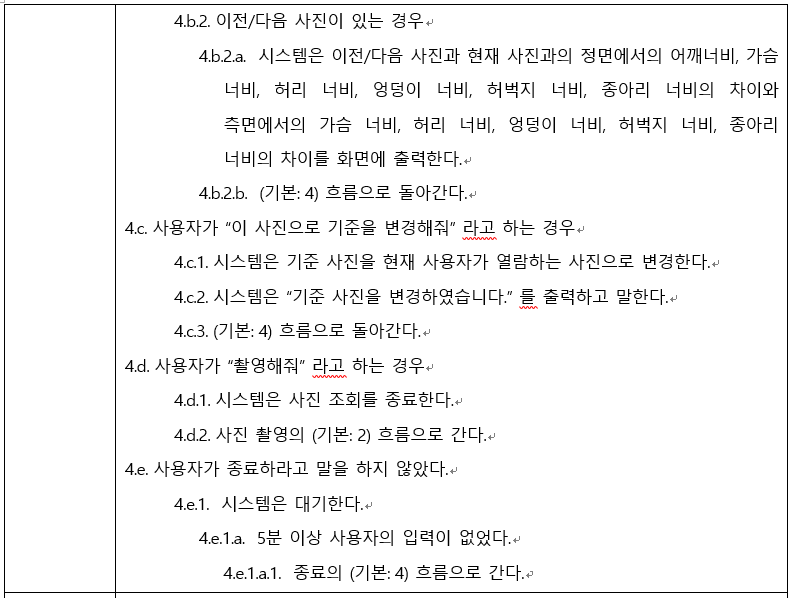 4.b.2. 이전/다음 사진이 있는 경우
4.b.2.a. 시스템은 이전/다음 사진과 현재 사진과의 정면에서의 어깨너비, 가슴
너비, 허리 너비, 엉덩이 너비, 허벅지 너비, 종아리 너비의 차이와
측면에서의 가슴 너비, 허리 너비, 엉덩이 너비, 허벅지 너비, 종아리
너비의 차이를 화면에 출력한다.
4.b.2.b. (기본: 4) 흐름으로 돌아간다.
4.c. 사용자가 “이 사진으로 기준을 변경해줘” 라고 하는 경우
4.c.1. 시스템은 기준 사진을 현재 사용자가 열람하는 사진으로 변경한다.
4.c.2. 시스템은 “기준 사진을 변경하였습니다.” 를 출력하고 말한다.
4.c.3. (기본: 4) 흐름으로 돌아간다.
4.d. 사용자가 “촬영해줘” 라고 하는 경우
4.d.1. 시스템은 사진 조회를 종료한다.
4.d.2. 사진 촬영의 (기본: 2) 흐름으로 간다.
4.e. 사용자가 종료하라고 말을 하지 않았다.
4.e.1. 시스템은 대기한다.
4.e.1.a. 5분 이상 사용자의 입력이 없었다.
4.e.1.a.1. 종료의 (기본: 4) 흐름으로 간다.